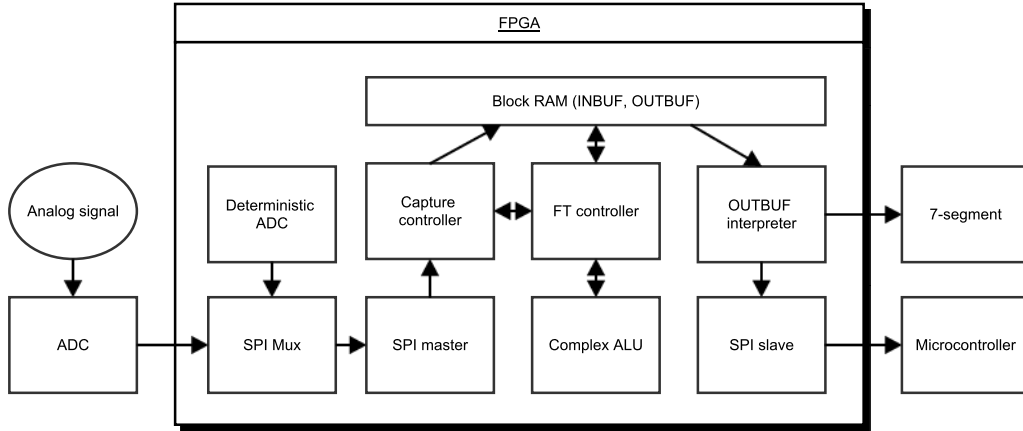 FPGA
Block RAM (INBUF, OUTBUF)
Analog signal
Deterministic
ADC
Capture
controller
FT controller
OUTBUF
interpreter
7-segment
ADC
SPI Mux
SPI master
Complex ALU
SPI slave
Microcontroller